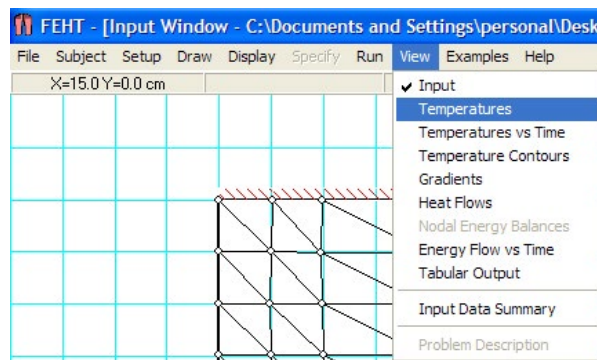 FEHT - [Input Window - C:\Documents and Settings\personal\Desk
File Subject Setup Draw Display Specify Run View Examples Help
X=15.0 Y=0.0 cm
Input
Temperatures
Temperatures vs Time
Temperature Contours
Gradients
Heat Flows
Nodal Energy Balances
Energy Flow vs Time
Tabular Output
Input Data Summary
Problem Description